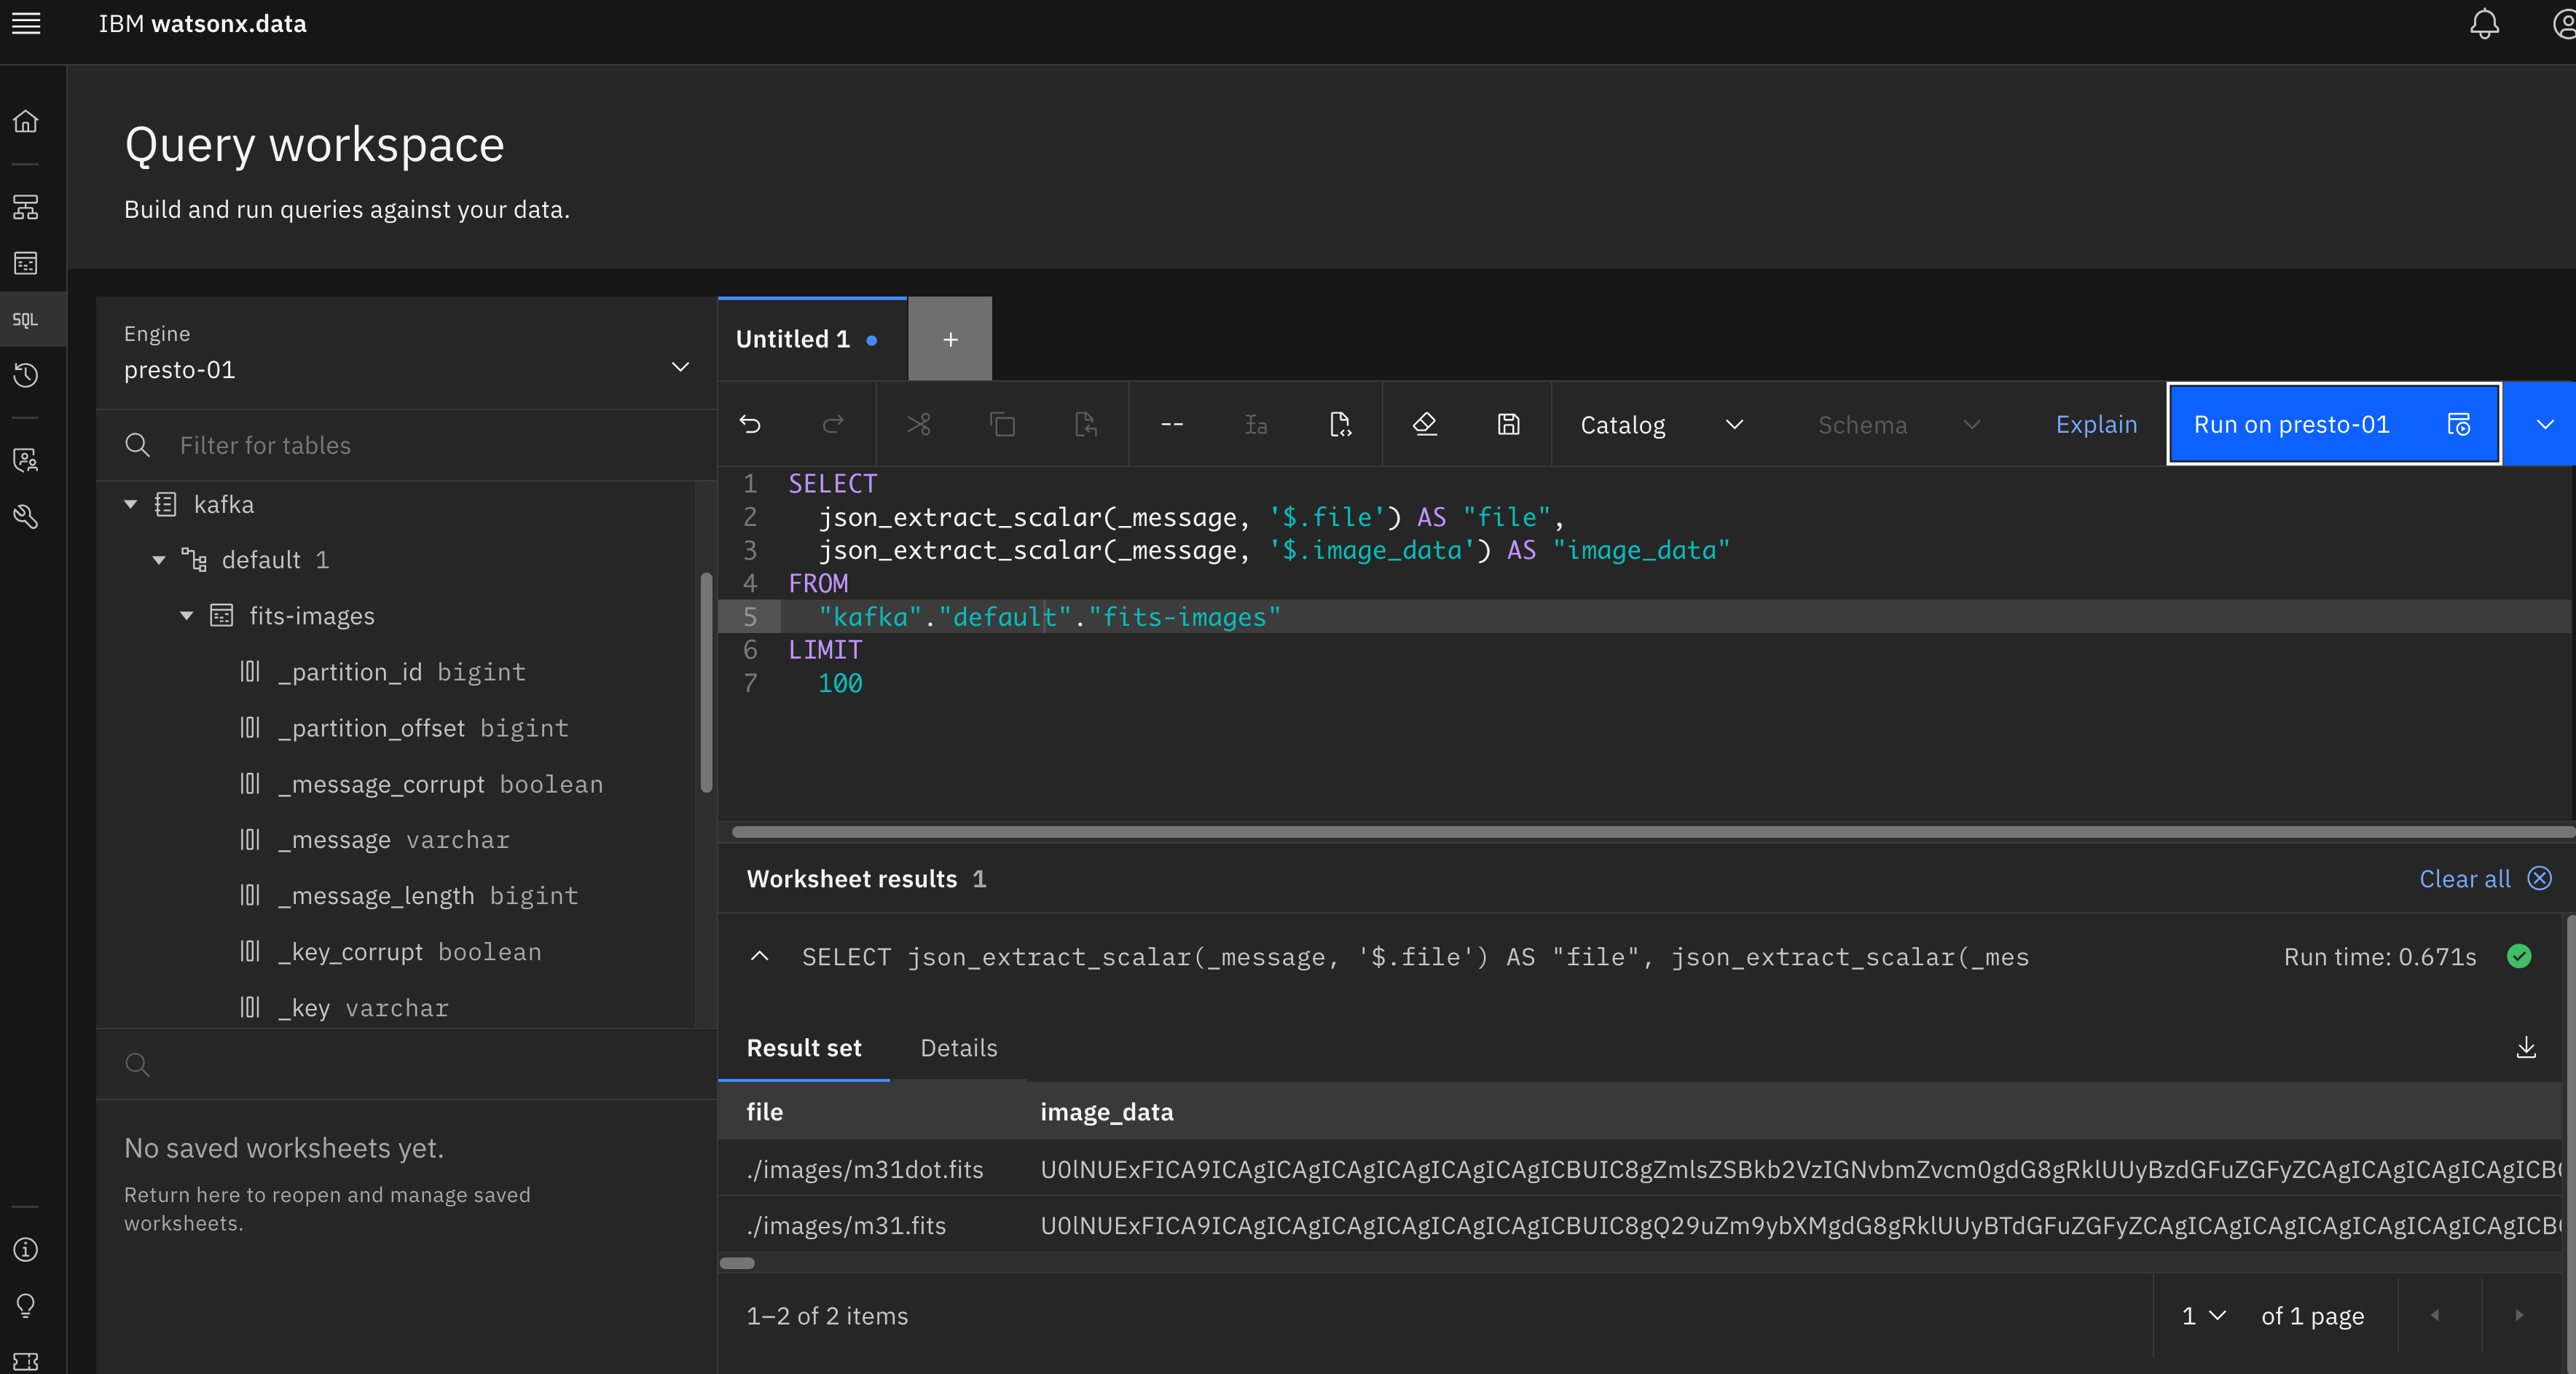 IBM watsonx.data
Query workspace
Build and run queries against your data.
SQL
Engine
presto-01
Filter for tables
kafka
default 1
fits-images
_partition_id bigint
_partition_offset bigint
_message_corrupt boolean
_message varchar
_message_length bigint
_key_corrupt boolean
_key varchar
No saved worksheets yet.
Return here to reopen and manage saved
worksheets.
Untitled 1
+
Catalog
Schema
Explain
Run on presto-01
1 SELECT
2 json_extract_scalar(_message, '$.file') AS "file",
3 json_extract_scalar(_message, '$.image_data') AS "image_data"
4 FROM
5 "kafka"."default"."fits-images"
6 LIMIT
7 100
Worksheet results 1
Clear all
SELECT json_extract_scalar(_message, '$.file') AS "file", json_extract_scalar(_mes
Run time: 0.671s
Result set
Details
file image_data
./images/m31dot.fits U0lNUExFICA9ICAgICAgICAgICAgICAgICAgICBUIC8gZmlsZSBkb2VzIGNvbmZvcm0gdG8gRklUUyBzdGFuZGFyZCAgICAgICAgICAgICB
./images/m31.fits U0lNUExFICA9ICAgICAgICAgICAgICAgICAgICBUIC8gQ29uZm9ybXMgdG8gRklUUyBTdGFuZGFyZCAgICAgICAgICAgICAgICAgICB
1–2 of 2 items
1
of 1 page